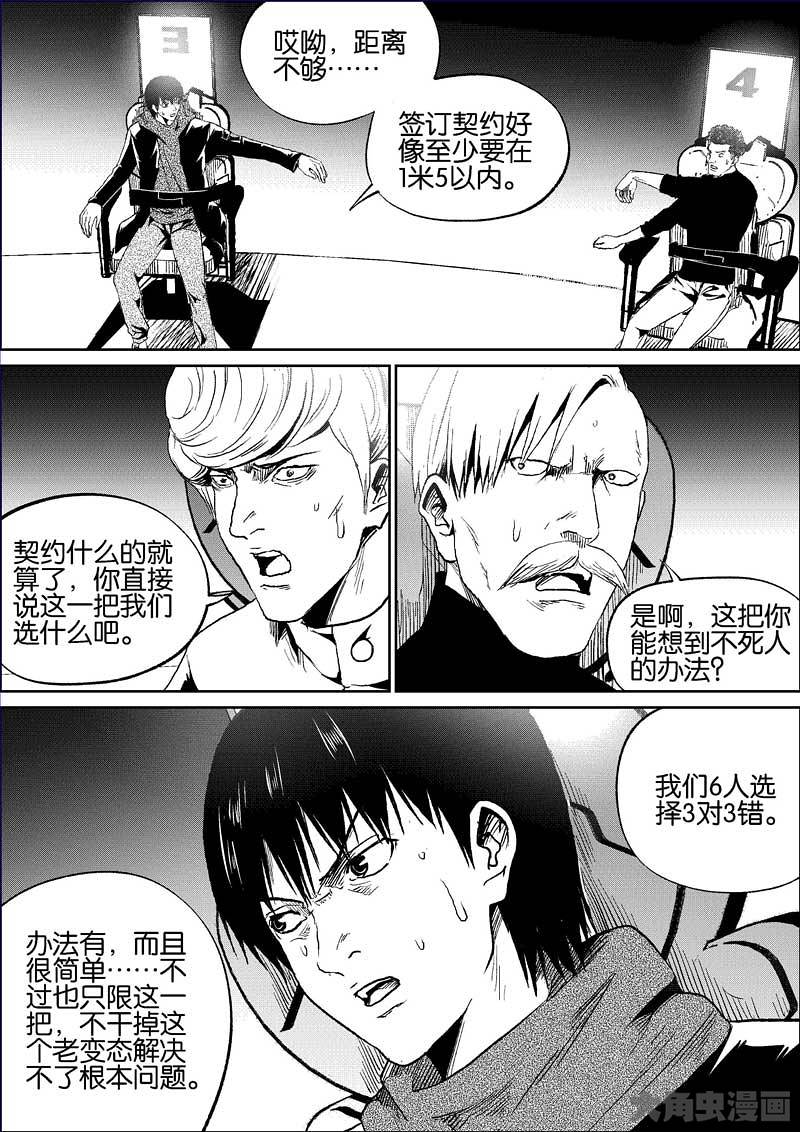 3
哎呦，距离
不够……
签订契约好
像至少要在
1米5以内。
4
契约什么的就
算了，你直接
说这一把我们
选什么吧。
是啊，这把你
能想到不死人
的办法？
我们6人选
择3对3错。
办法有，而且
很简单……不
过也只限这一
把，不干掉这
个老变态解决
不了根本问题。
大角虫漫画